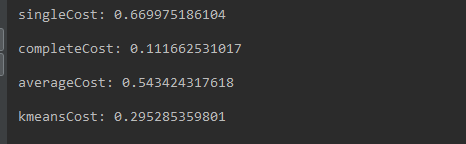 singleCost: 0.669975186104
completeCost: 0.111662531017
averageCost: 0.543424317618
kmeansCost: 0.295285359801